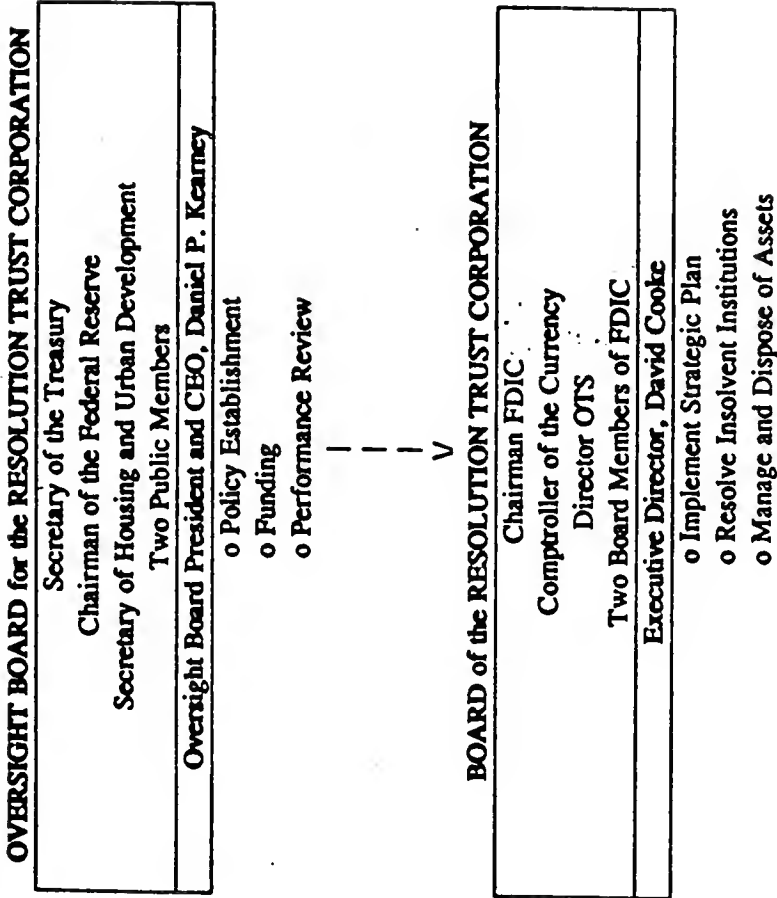 OVERSIGHT BOARD for the RESOLUTION TRUST CORPORATION
Secretary of the Treasury
Chairman of the Federal Reserve
Secretary of Housing and Urban Development
Two Public Members
Oversight Board President and CEO, Daniel P. Kearney
o Policy Establishment
o Funding
o Performance Review
BOARD of the RESOLUTION TRUST CORPORATION
Chairman FDIC
Comptroller of the Currency
Director OTS
Two Board Members of FDIC
Executive Director, David Cooke
o Implement Strategic Plan
o Resolve Insolvent Institutions
o Manage and Dispose of Assets